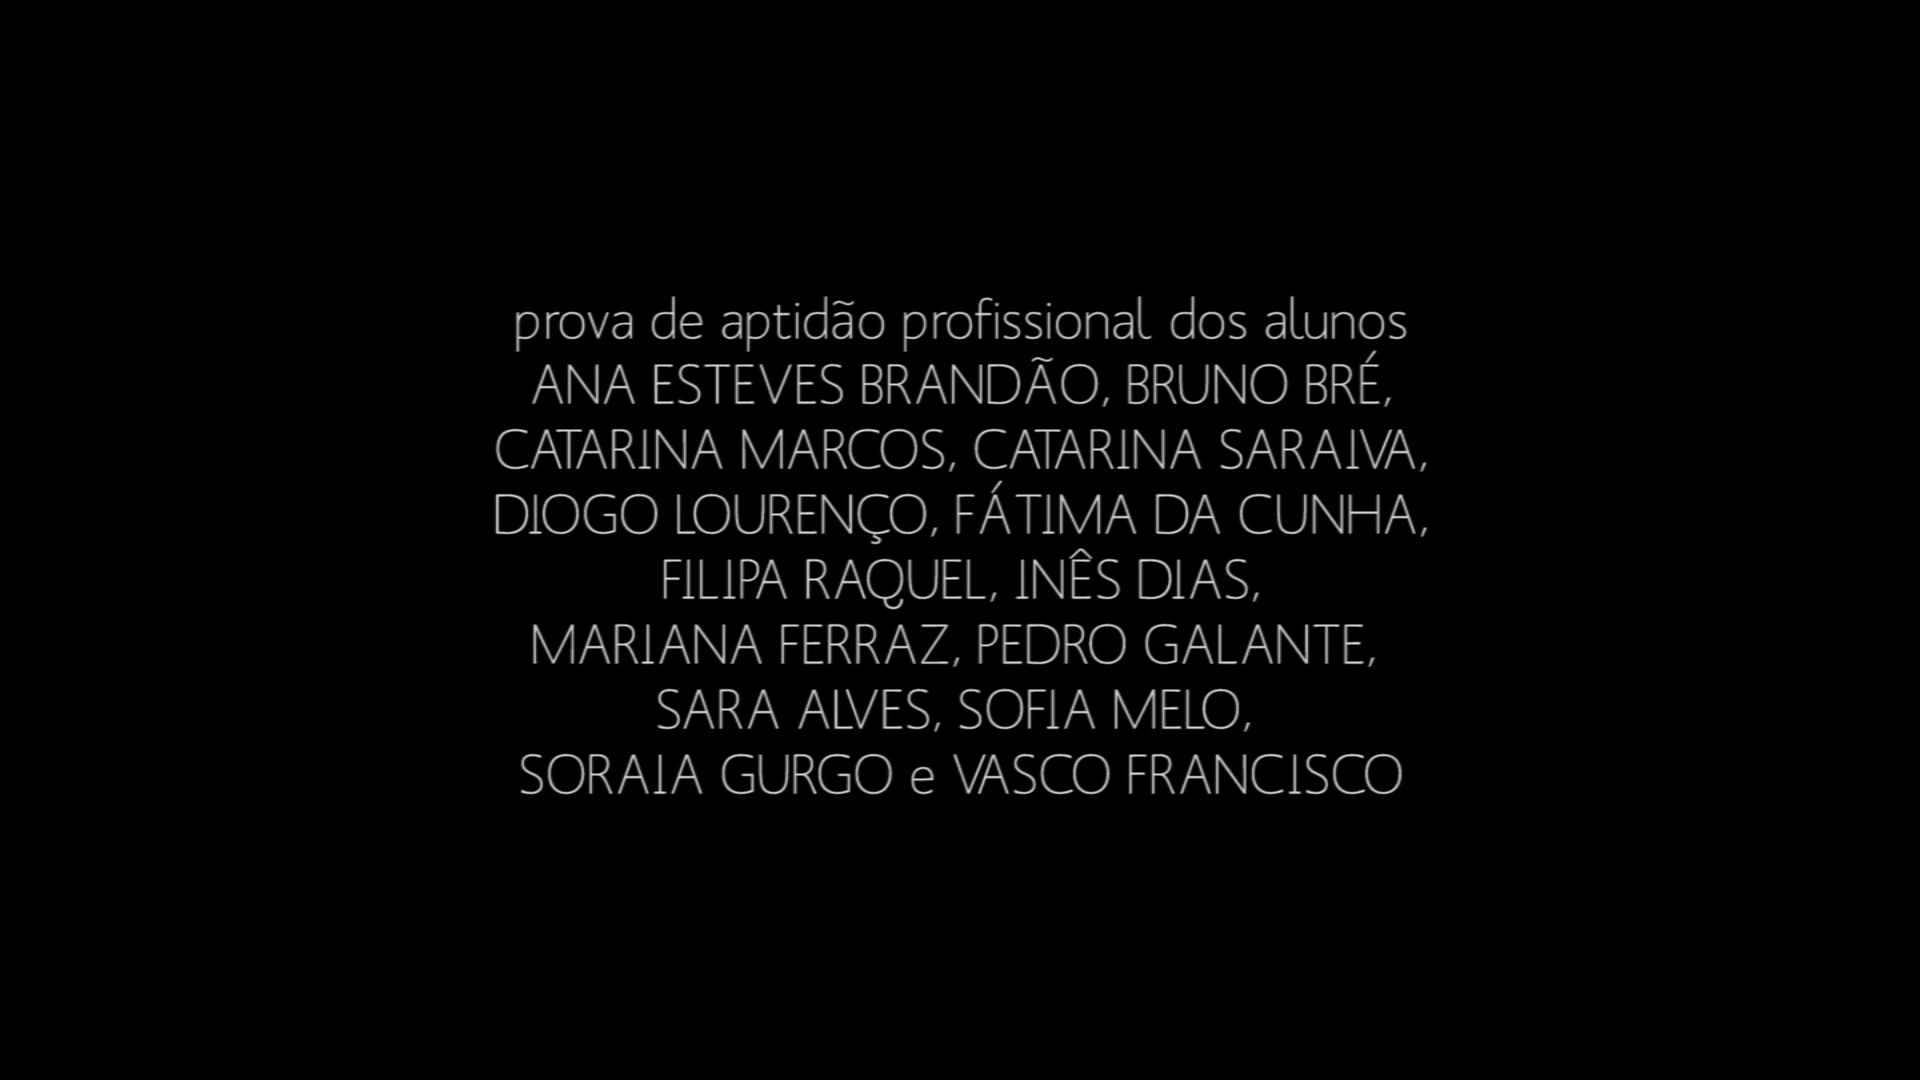 prova de aptidão profissional dos alunos
ANA ESTEVES BRANDÃO, BRUNO BRÉ,
CATARINA MARCOS, CATARINA SARAIVA,
DIOGO LOURENÇO, FÁTIMA DA CUNHA,
FILIPA RAQUEL, INÊS DIAS,
MARIANA FERRAZ, PEDRO GALANTE,
SARA ALVES, SOFIA MELO,
SORAIA GURGO e VASCO FRANCISCO